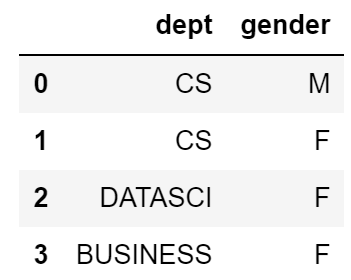 dept gender
0 CS M
1 CS F
2 DATASCI F
3 BUSINESS F